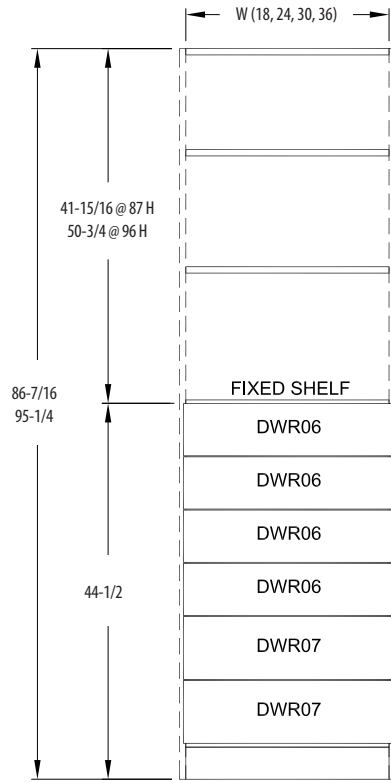 W (18, 24, 30, 36)
41-15/16 @ 87 H
50-3/4 @ 96 H
86-7/16
95-1/4
FIXED SHELF
DWR06
DWR06
DWR06
DWR06
44-1/2
DWR07
DWR07